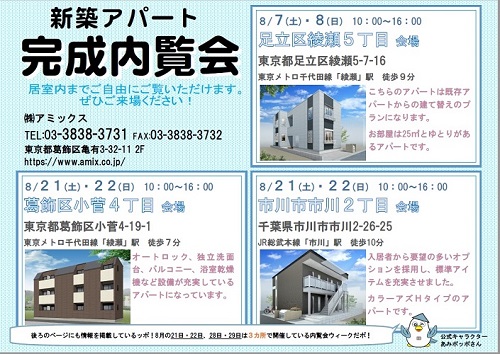 新築アパート
完成内覧会
居室内までご自由にご覧いただけます。
ぜひご来場ください!
㈱アミックス
TEL:03-3838-3731 FAX:03-3838-3732
東京都葛飾区亀有3-32-11 2F
https://www.amix.co.jp/
8/7(土)・8(日) 10:00~16:00
足立区綾瀬5丁目 会場
東京都足立区綾瀬5-7-16
東京メトロ千代田線「綾瀬」駅 徒歩9分
こちらのアパートは既存ア
パートからの建て替えのプ
ランになります。
お部屋は25㎡とゆとりがあ
るアパートです。
8/21(土)・22(日) 10:00~16:00
葛飾区小菅4丁目 会場
東京都葛飾区小菅4-19-1
東京メトロ千代田線「綾瀬」駅 徒歩7分
オートロック、独立洗面
台、バルコニー、浴室乾燥
機など設備が充実している
アパートになっています。
8/21(土)・22(日) 10:00~16:00
市川市市川2丁目 会場
千葉県市川市市川2-26-25
JR総武本線「市川」駅 徒歩10分
入居者から要望の多いオプ
ションを採用し、標準アイ
テムを充実させました。
カラーアズHタイプのア
パートです。
後ろのページにも情報を掲載しているッポ!8月の21日・22日、28日・29日は3カ所で開催している内覧会ウィークだポ!
公式キャラクター
あみポッポさん